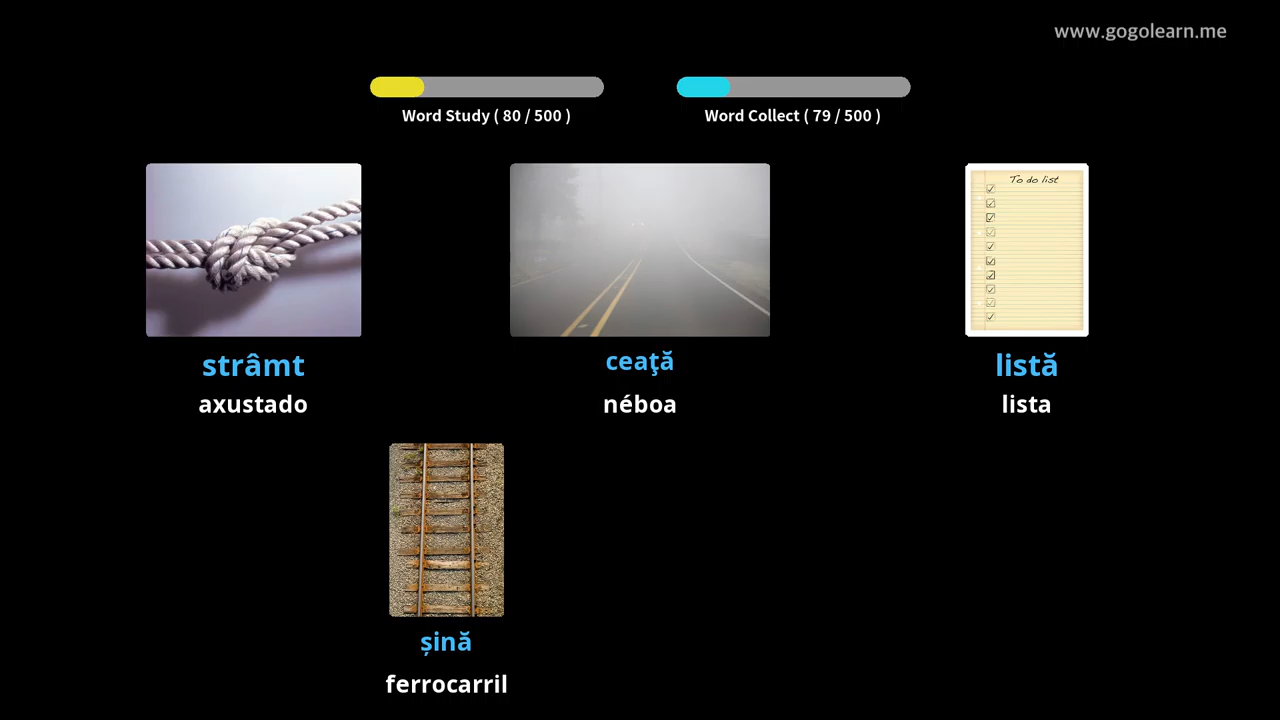 www.gogolearn.me
Word Study ( 80 / 500 )
Word Collect ( 79 / 500 )
To do list
strâmt
ceaţă
listă
axustado
néboa
lista
șină
ferrocarril